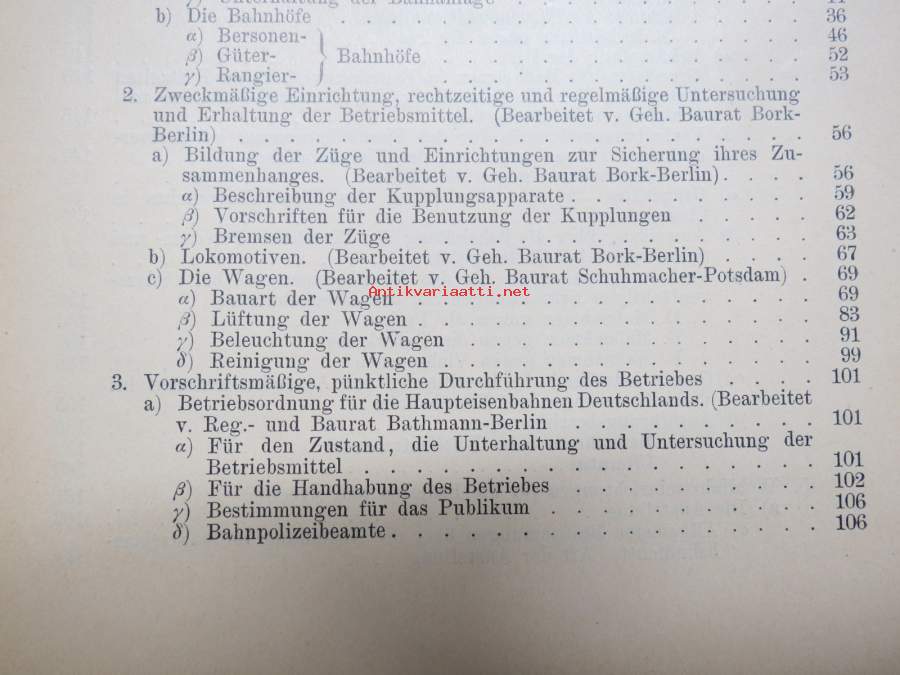 γ) Unterhaltung der Bahnanlage . . . . . . . . 11
b) Die Bahnhöfe . . . . . . . . . . . . . . . . 36
α) Bersonen- . . . . . . . . . . 46
β) Güter- } Bahnhöfe . . . . . . . . . . 52
γ) Rangier- . . . . . . . . . . 53
2. Zweckmäßige Einrichtung, rechtzeitige und regelmäßige Untersuchung
und Erhaltung der Betriebsmittel. (Bearbeitet v. Geh. Baurat Bork-
Berlin) . . . . . . . . . . . . . . . . . . 56
a) Bildung der Züge und Einrichtungen zur Sicherung ihres Zu-
sammenhanges. (Bearbeitet v. Geh. Baurat Bork-Berlin) . . . . 56
α) Beschreibung der Kupplungsapparate . . . . . . . . 59
β) Vorschriften für die Benutzung der Kupplungen . . . . . 62
γ) Bremsen der Züge . . . . . . . . . . . . . 63
b) Lokomotiven. (Bearbeitet v. Geh. Baurat Bork-Berlin) . . . . 67
c) Die Wagen. (Bearbeitet v. Geh. Baurat Schuhmacher-Potsdam) . 69
Antikvariaatti.net
α) Bauart der Wagen . . . . . . . . . . . . 69
β) Lüftung der Wagen . . . . . . . . . . . . 83
γ) Beleuchtung der Wagen . . . . . . . . . . . 91
δ) Reinigung der Wagen . . . . . . . . . . . . 99
3. Vorschriftsmäßige, pünktliche Durchführung des Betriebes . . . . 101
a) Betriebsordnung für die Haupteisenbahnen Deutschlands. (Bearbeitet
v. Reg.- und Baurat Bathmann-Berlin . . . . . . . . . 101
α) Für den Zustand, die Unterhaltung und Untersuchung der
Betriebsmittel . . . . . . . . . . . . . . . . 101
β) Für die Handhabung des Betriebes . . . . . . . . . 102
γ) Bestimmungen für das Publikum . . . . . . . . . . 106
δ) Bahnpolizeibeamte . . . . . . . . . . . . . . . 106